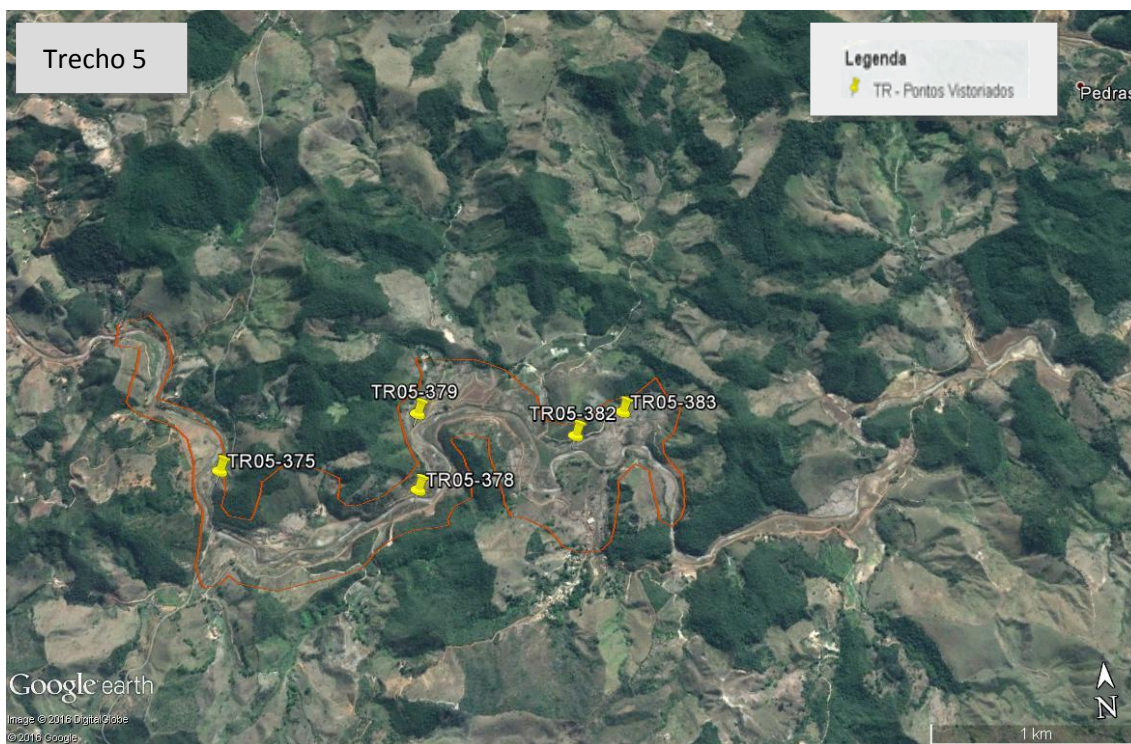 Trecho 5
Legenda
TR - Pontos Vistoriados
Pedras
TR05-379
TR05-382
TR05-383
TR05-375
TR05-378
Google earth
Image © 2016 DigitalGlobe
© 2016 Google
N
1 km